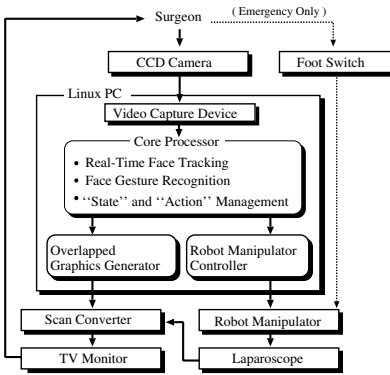 Surgeon
( Emergency Only )
CCD Camera
Foot Switch
Linux PC
Video Capture Device
Core Processor
• Real-Time Face Tracking
• Face Gesture Recognition
• ‘‘State’’ and ‘‘Action’’ Management
Overlapped
Graphics Generator
Robot Manipulator
Controller
Scan Converter
Robot Manipulator
TV Monitor
Laparoscope